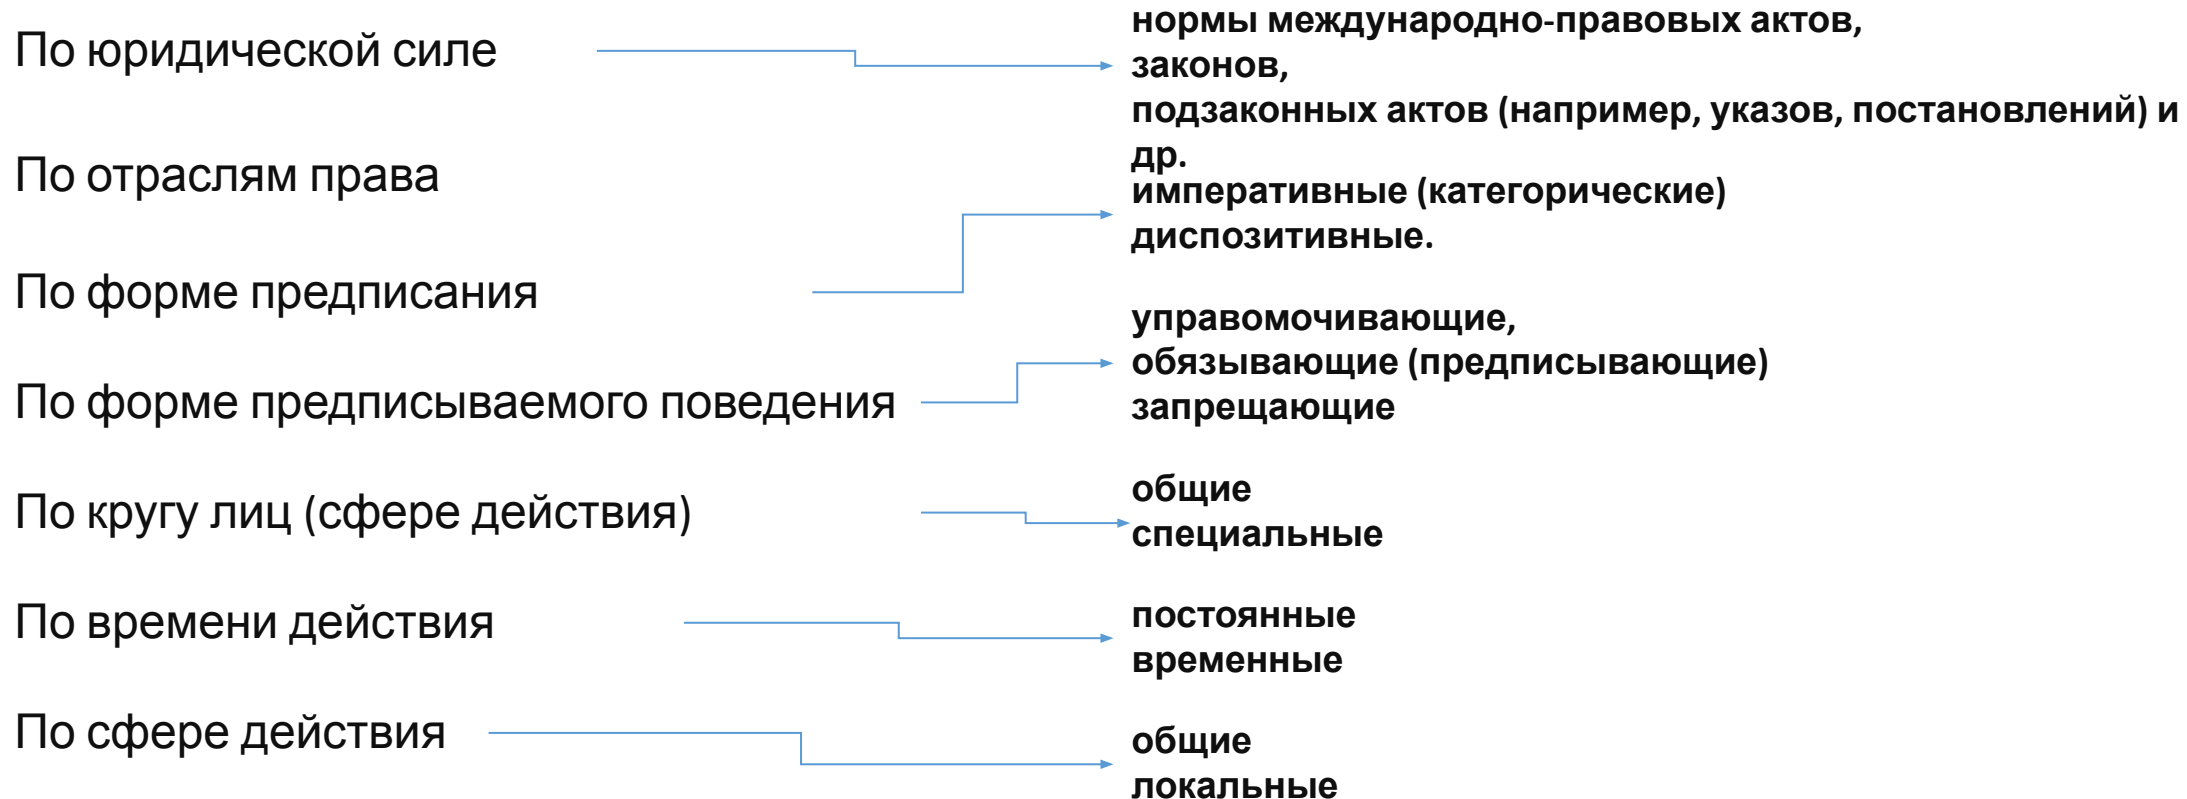 По юридической силе
нормы международно-правовых актов,
законов,
подзаконных актов (например, указов, постановлений) и
др.
По отраслям права
По форме предписания
императивные (категорические)
диспозитивные.
По форме предписываемого поведения
управомочивающие,
обязывающие (предписывающие)
запрещающие
По кругу лиц (сфере действия)
общие
специальные
По времени действия
постоянные
временные
По сфере действия
общие
локальные